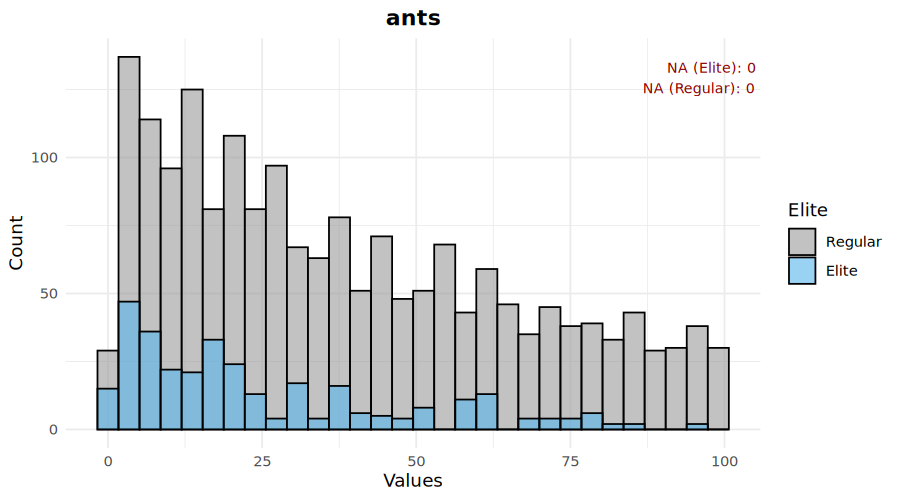 ants
NA (Elite): 0
NA (Regular): 0
100
50
0
Count
0 25 50 75 100
Values
Elite
Regular
Elite